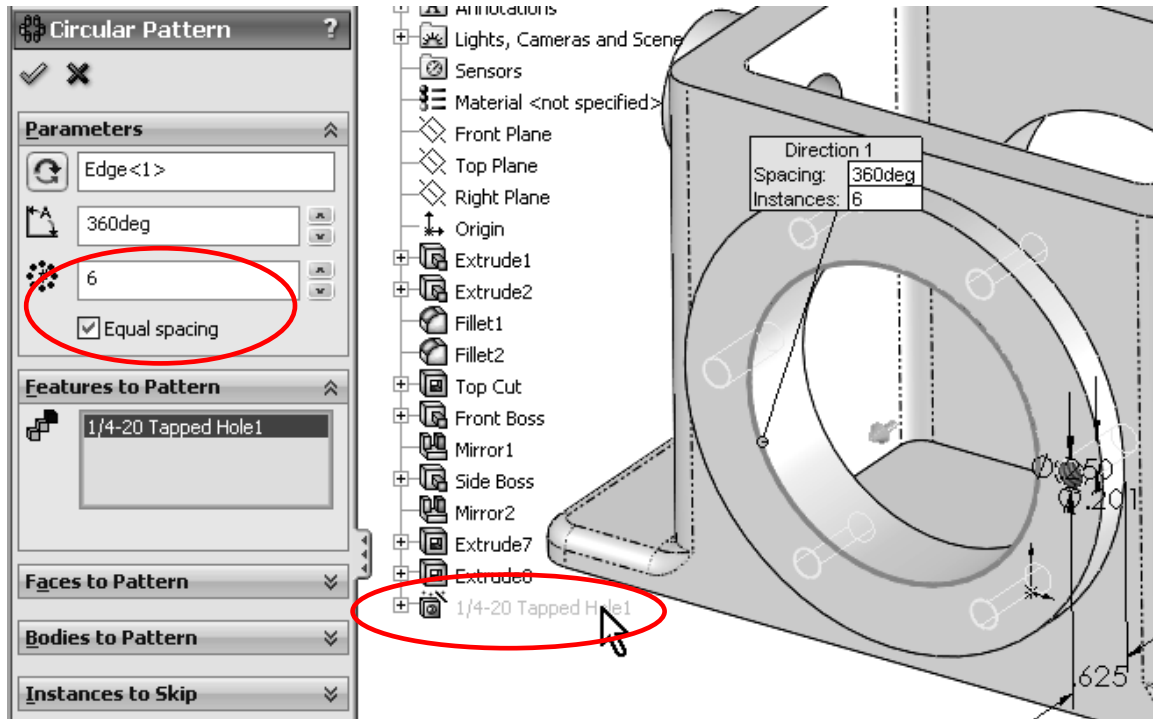 Circular Pattern ?
Parameters
Edge<1>
360deg
6
Equal spacing
Features to Pattern
1/4-20 Tapped Hole1
Faces to Pattern
Bodies to Pattern
Instances to Skip
Annotations
Lights, Cameras and Scene
Sensors
Material <not specified>
Front Plane
Top Plane
Right Plane
Origin
Extrude1
Extrude2
Fillet1
Fillet2
Top Cut
Front Boss
Mirror1
Side Boss
Mirror2
Extrude7
Extrude8
1/4-20 Tapped Hole1
Direction 1
Spacing: 360deg
Instances: 6
Ø.201
.625